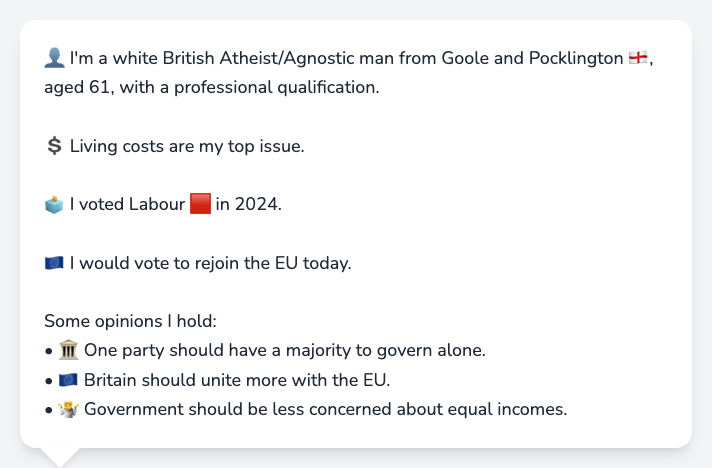 👤 I'm a white British Atheist/Agnostic man from Goole and Pocklington 🏴󠁧󠁢󠁥󠁮󠁧󠁿,
aged 61, with a professional qualification.
💲 Living costs are my top issue.
🗳️ I voted Labour 🟥 in 2024.
🇪🇺 I would vote to rejoin the EU today.
Some opinions I hold:
• 🏛️ One party should have a majority to govern alone.
• 🇪🇺 Britain should unite more with the EU.
• 🤷 Government should be less concerned about equal incomes.